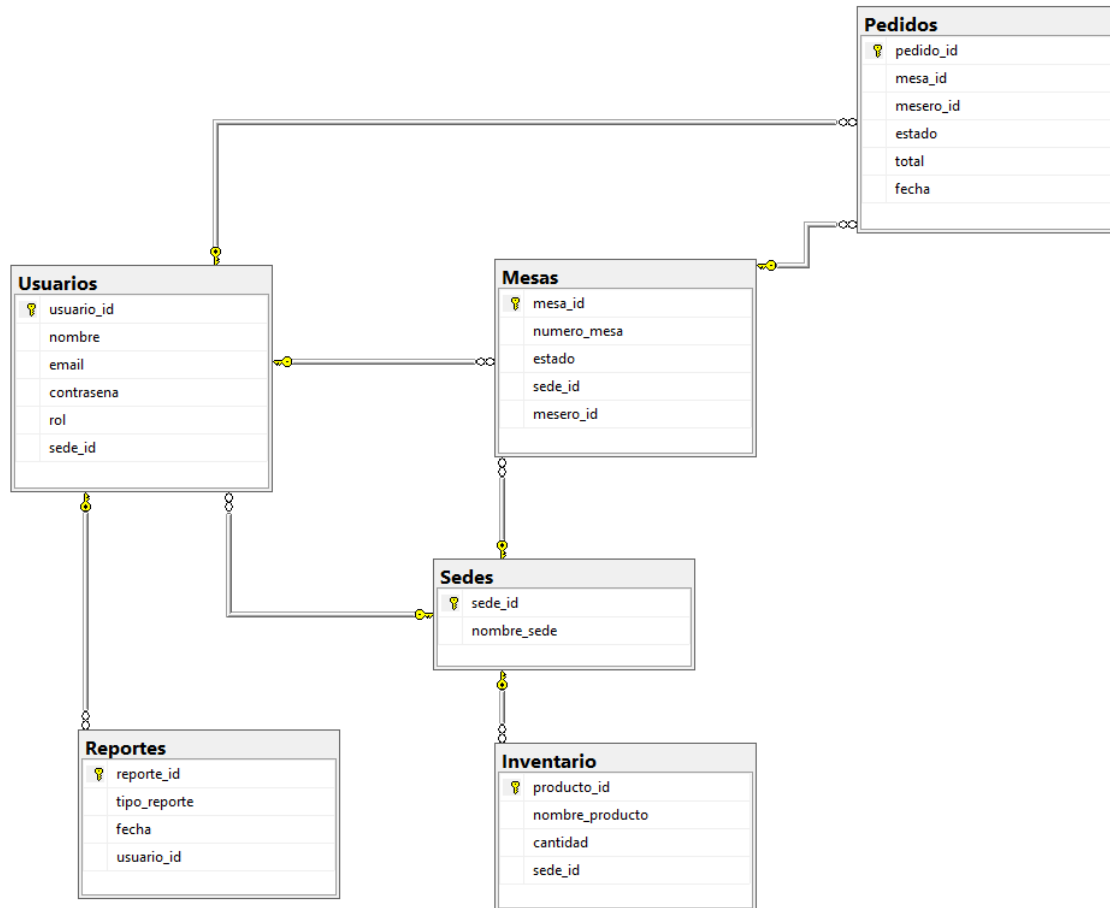 Pedidos
pedido_id
mesa_id
mesero_id
estado
total
fecha
Usuarios
usuario_id
nombre
email
contrasena
rol
sede_id
Mesas
mesa_id
numero_mesa
estado
sede_id
mesero_id
Sedes
sede_id
nombre_sede
Reportes
reporte_id
tipo_reporte
fecha
usuario_id
Inventario
producto_id
nombre_producto
cantidad
sede_id